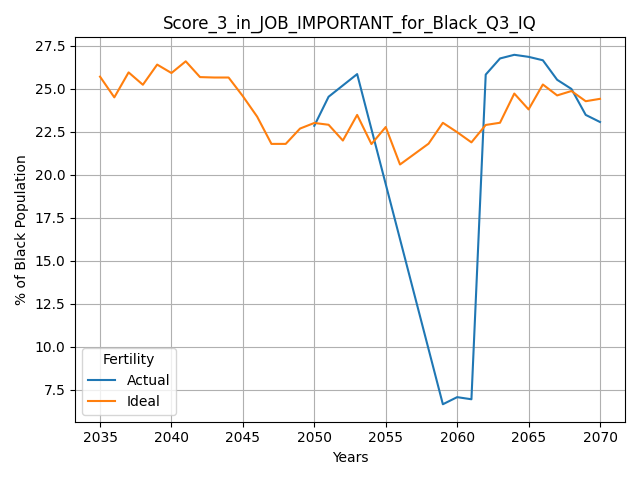 Score_3_in_JOB_IMPORTANT_for_Black_Q3_IQ
27.5
25.0
22.5
20.0
17.5
15.0
12.5
10.0
7.5
% of Black Population
Fertility
Actual
Ideal
2035 2040 2045 2050 2055 2060 2065 2070
Years